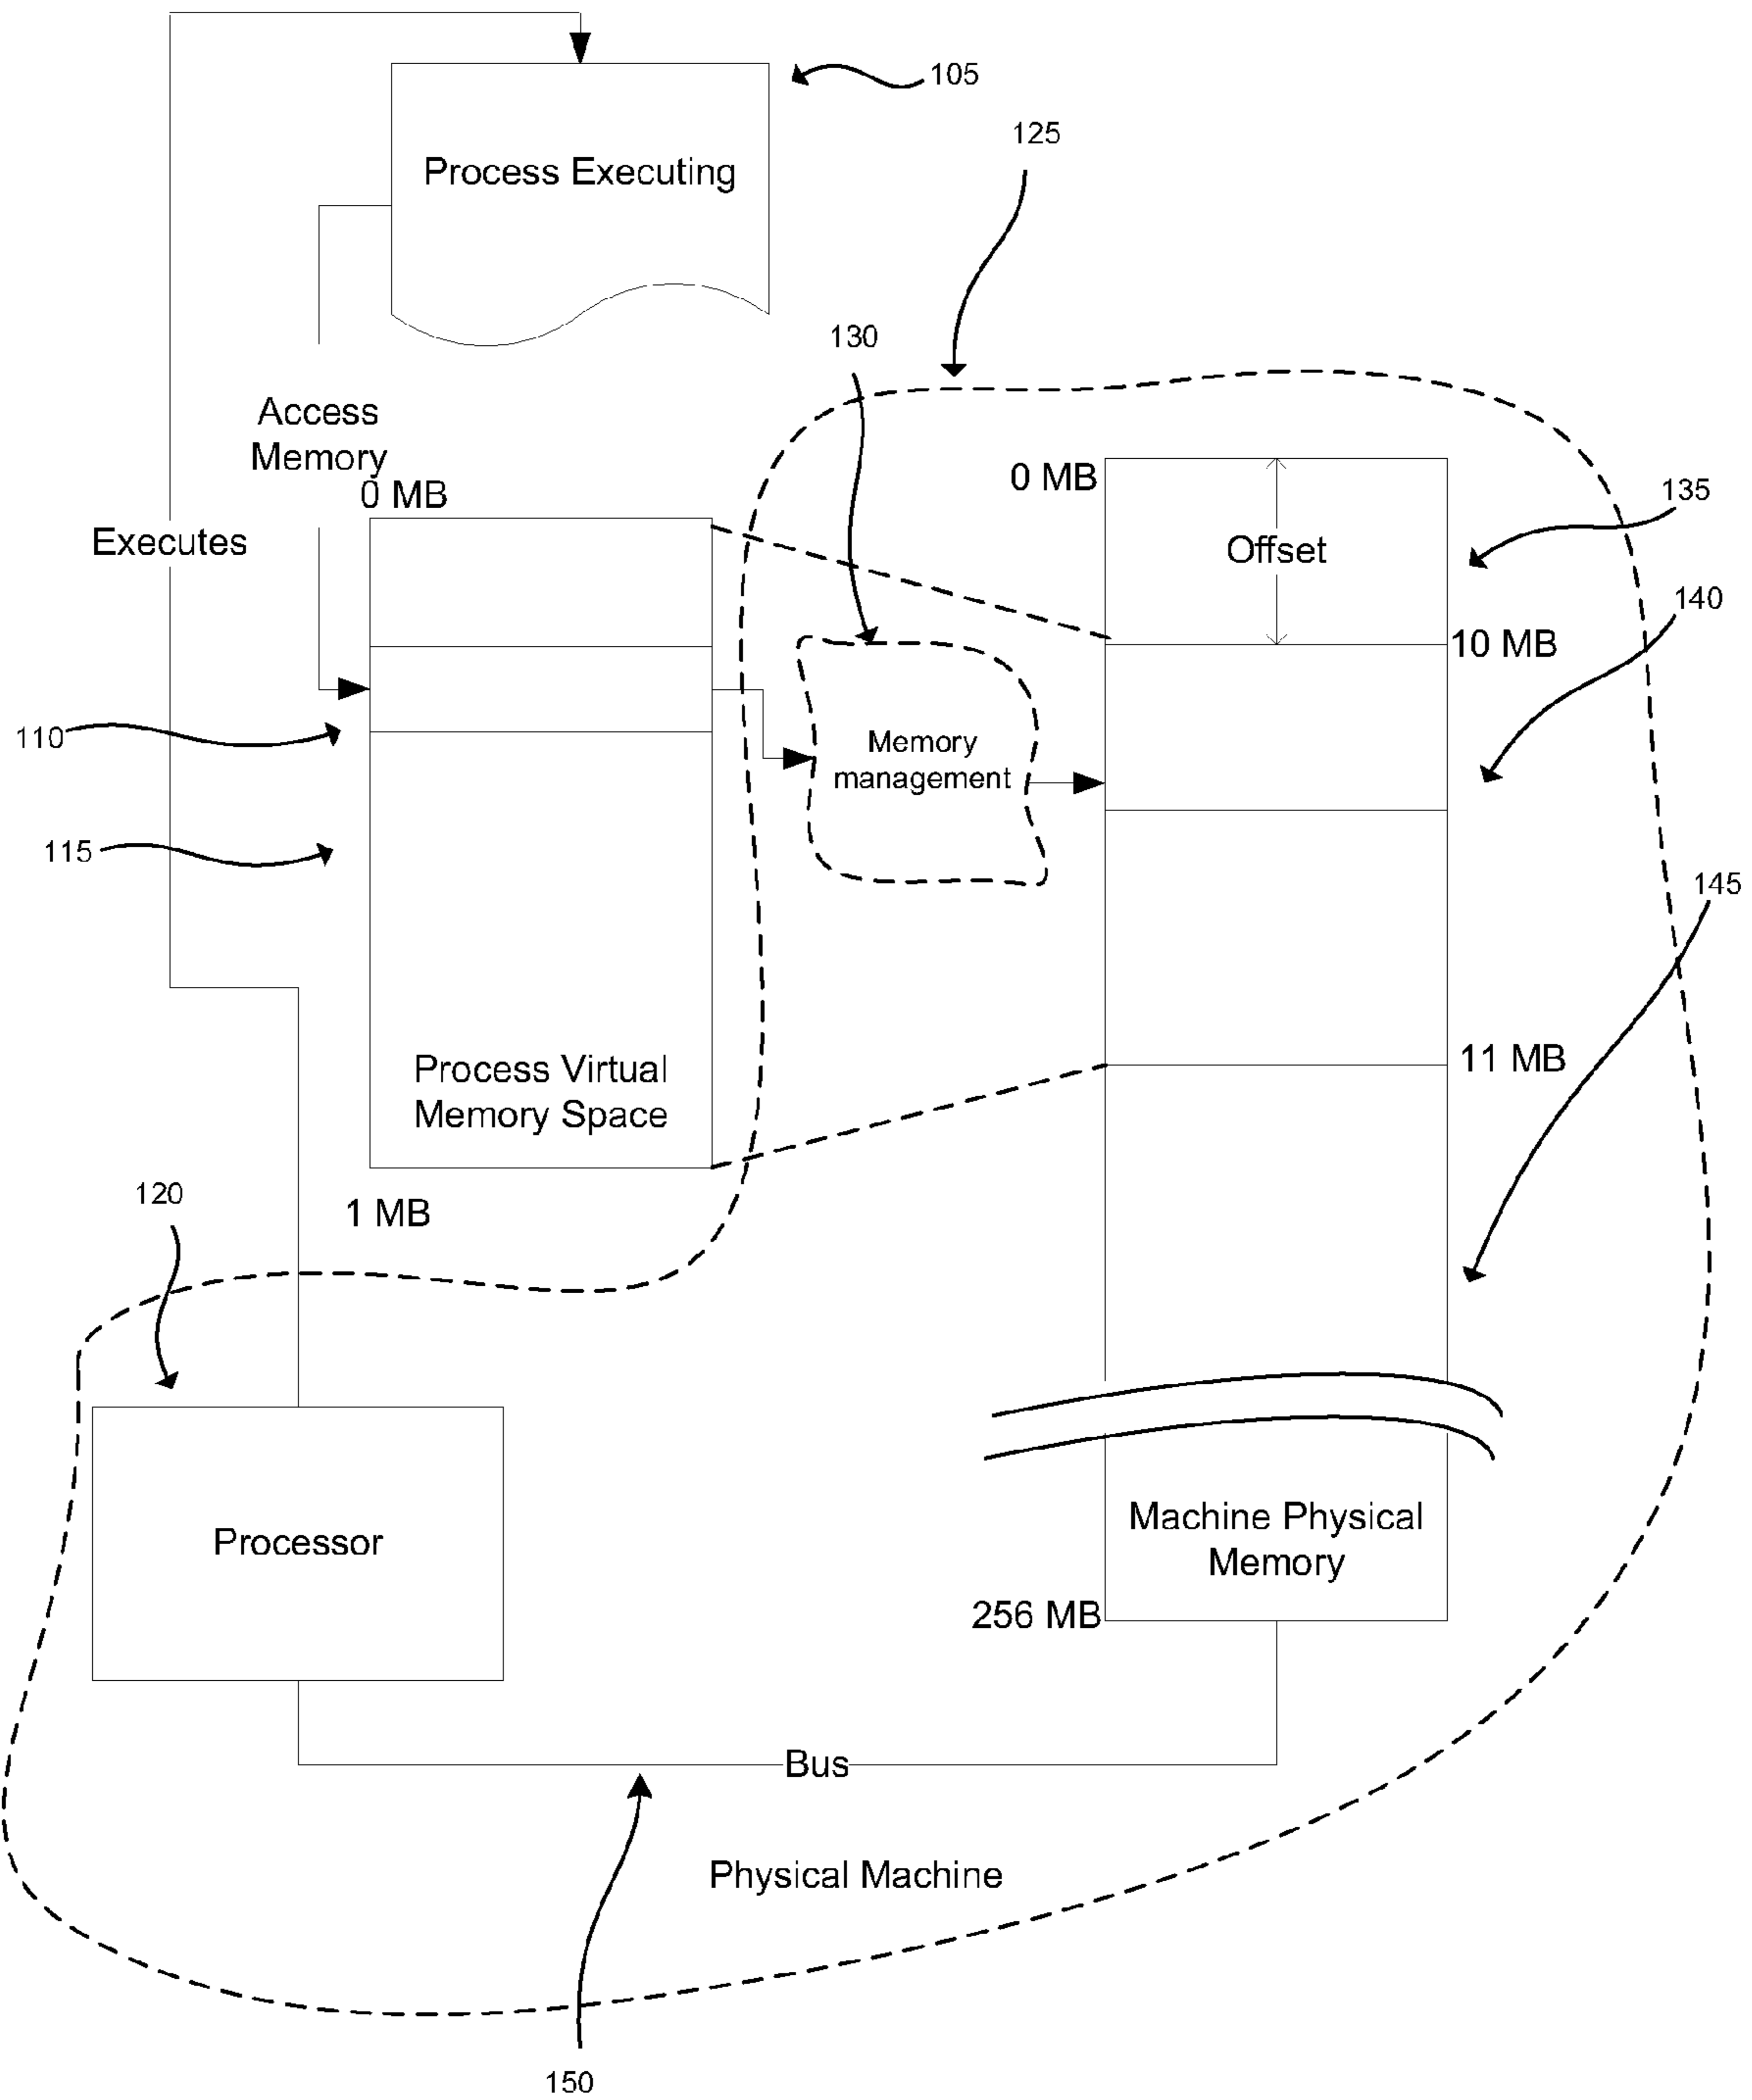 105
125
Process Executing
130
Access
Memory
0 MB
0 MB
135
Offset
Executes
140
10 MB
110
Memory
management
115
145
11 MB
Process Virtual
Memory Space
120
1 MB
Processor
Machine Physical
Memory
256 MB
Bus
Physical Machine
150